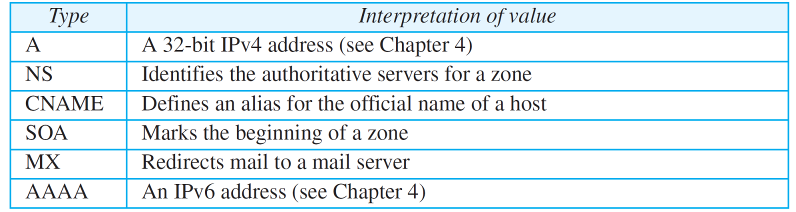 Type Interpretation of value
A A 32-bit IPv4 address (see Chapter 4)
NS Identifies the authoritative servers for a zone
CNAME Defines an alias for the official name of a host
SOA Marks the beginning of a zone
MX Redirects mail to a mail server
AAAA An IPv6 address (see Chapter 4)